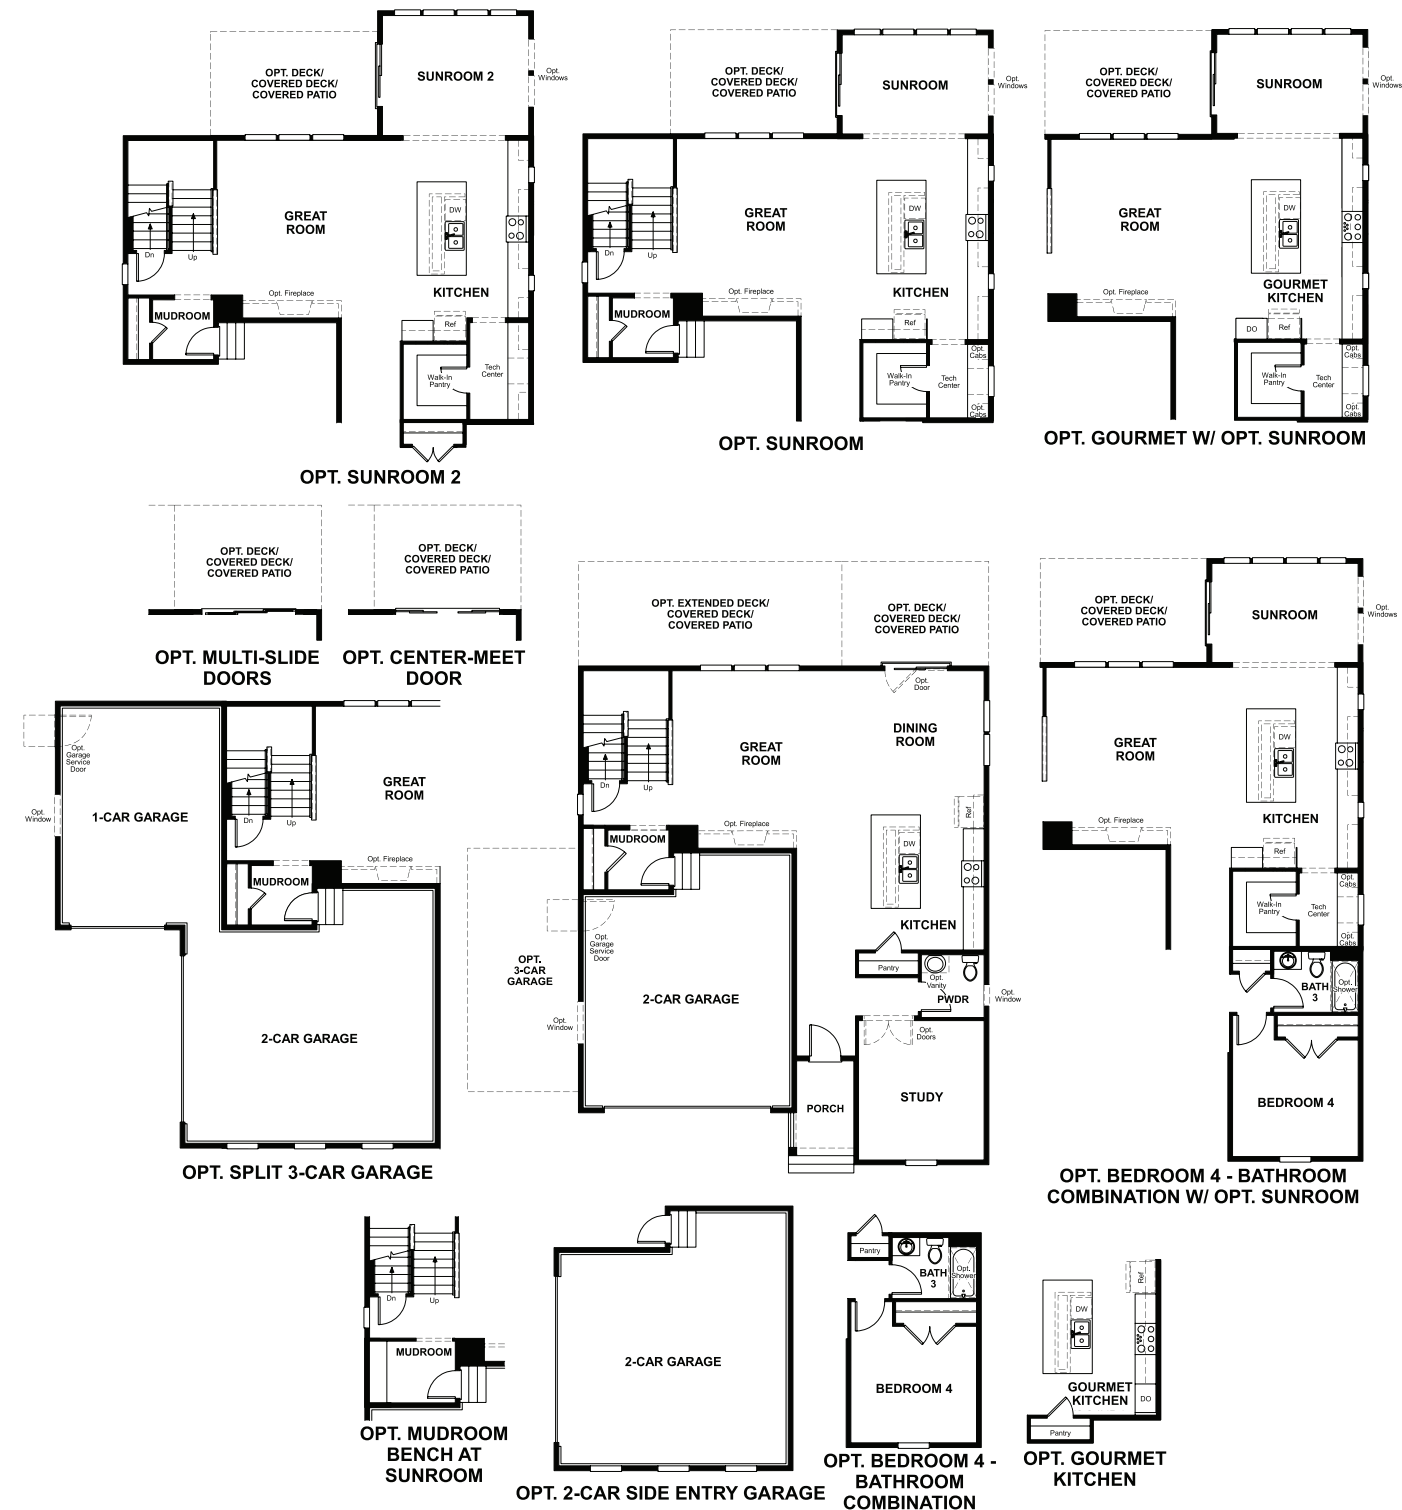 OPT. DECK/
COVERED DECK/
COVERED PATIO
SUNROOM 2
Opt.
Windows
GREAT
ROOM
DW
Dn
Up
Opt. Fireplace
KITCHEN
MUDROOM
Ref
Walk-In
Pantry
Tech
Center
OPT. SUNROOM 2
OPT. DECK/
COVERED DECK/
COVERED PATIO
SUNROOM
Opt.
Windows
GREAT
ROOM
DW
Dn
Up
Opt. Fireplace
KITCHEN
MUDROOM
Ref
Opt.
Cabs
Walk-In
Pantry
Tech
Center
Opt.
Cabs
OPT. SUNROOM
OPT. DECK/
COVERED DECK/
COVERED PATIO
SUNROOM
Opt.
Windows
GREAT
ROOM
DW
Opt. Fireplace
GOURMET
KITCHEN
DO
Ref
Opt.
Cabs
Walk-In
Pantry
Tech
Center
Opt.
Cabs
OPT. GOURMET W/ OPT. SUNROOM
OPT. DECK/
COVERED DECK/
COVERED PATIO
OPT. MULTI-SLIDE
DOORS
OPT. DECK/
COVERED DECK/
COVERED PATIO
OPT. CENTER-MEET
DOOR
Opt.
Garage
Service
Door
Opt.
Window
1-CAR GARAGE
GREAT
ROOM
Dn
Up
Opt. Fireplace
MUDROOM
2-CAR GARAGE
OPT. SPLIT 3-CAR GARAGE
OPT. EXTENDED DECK/
COVERED DECK/
COVERED PATIO
OPT. DECK/
COVERED DECK/
COVERED PATIO
Opt.
Door
DINING
ROOM
GREAT
ROOM
Dn
Up
Ref
Opt. Fireplace
MUDROOM
DW
KITCHEN
Opt.
Garage
Service
Door
OPT.
3-CAR
GARAGE
Pantry
Opt.
Vanity
PWDR
Opt.
Window
2-CAR GARAGE
Opt.
Window
Opt.
Doors
PORCH
STUDY
OPT. DECK/
COVERED DECK/
COVERED PATIO
SUNROOM
Opt.
Windows
GREAT
ROOM
DW
Opt. Fireplace
KITCHEN
Ref
Opt.
Cabs
Walk-In
Pantry
Tech
Center
Opt.
Cabs
BATH
3
Opt.
Shower
BEDROOM 4
OPT. BEDROOM 4 - BATHROOM
COMBINATION W/ OPT. SUNROOM
Dn
Up
MUDROOM
OPT. MUDROOM
BENCH AT
SUNROOM
2-CAR GARAGE
OPT. 2-CAR SIDE ENTRY GARAGE
Pantry
BATH
3
Opt.
Shower
BEDROOM 4
OPT. BEDROOM 4 -
BATHROOM
COMBINATION
Ref
DW
GOURMET
KITCHEN
DO
Pantry
OPT. GOURMET
KITCHEN